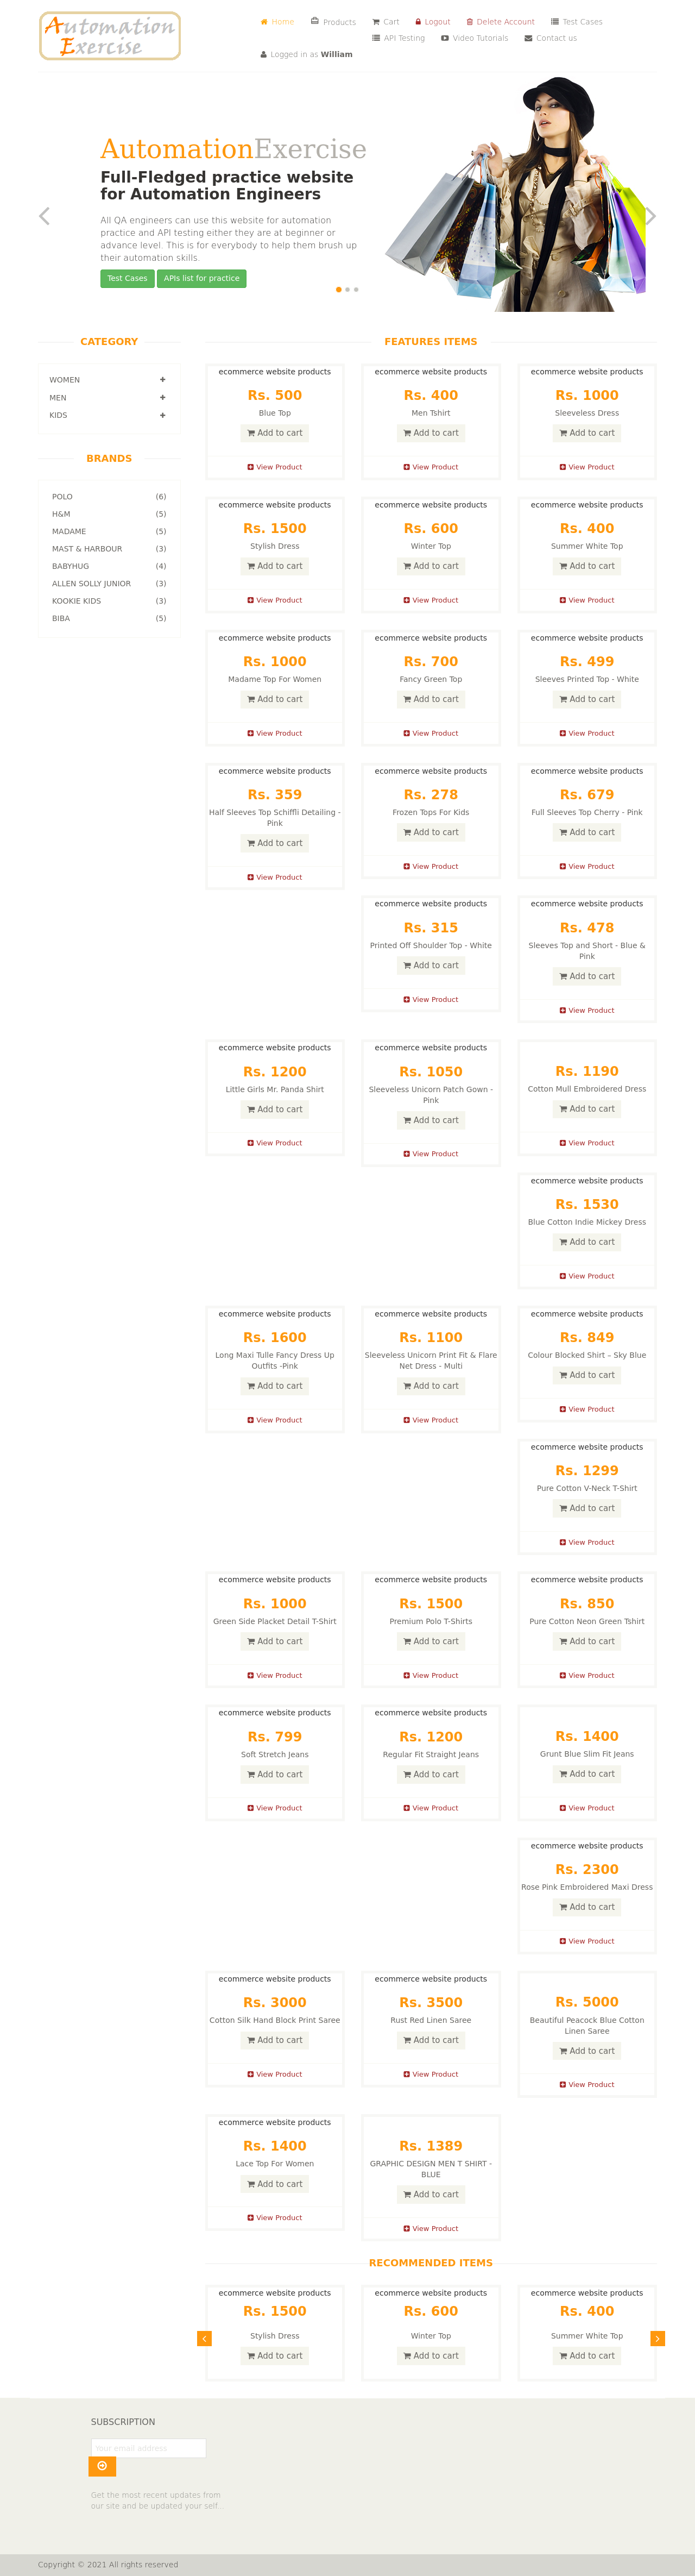 Automation
Exercise
Home Products Cart Logout Delete Account Test Cases
API Testing Video Tutorials Contact us
Logged in as William
AutomationExercise
Full-Fledged practice website
for Automation Engineers
All QA engineers can use this website for automation
practice and API testing either they are at beginner or
advance level. This is for everybody to help them brush up
their automation skills.
Test Cases APIs list for practice
CATEGORY
WOMEN
MEN
KIDS
BRANDS
POLO (6)
H&M (5)
MADAME (5)
MAST & HARBOUR (3)
BABYHUG (4)
ALLEN SOLLY JUNIOR (3)
KOOKIE KIDS (3)
BIBA (5)
FEATURES ITEMS
ecommerce website products
Rs. 500
Blue Top
Add to cart
View Product
ecommerce website products
Rs. 400
Men Tshirt
Add to cart
View Product
ecommerce website products
Rs. 1000
Sleeveless Dress
Add to cart
View Product
ecommerce website products
Rs. 1500
Stylish Dress
Add to cart
View Product
ecommerce website products
Rs. 600
Winter Top
Add to cart
View Product
ecommerce website products
Rs. 400
Summer White Top
Add to cart
View Product
ecommerce website products
Rs. 1000
Madame Top For Women
Add to cart
View Product
ecommerce website products
Rs. 700
Fancy Green Top
Add to cart
View Product
ecommerce website products
Rs. 499
Sleeves Printed Top - White
Add to cart
View Product
ecommerce website products
Rs. 359
Half Sleeves Top Schiffli Detailing -
Pink
Add to cart
View Product
ecommerce website products
Rs. 278
Frozen Tops For Kids
Add to cart
View Product
ecommerce website products
Rs. 679
Full Sleeves Top Cherry - Pink
Add to cart
View Product
ecommerce website products
Rs. 315
Printed Off Shoulder Top - White
Add to cart
View Product
ecommerce website products
Rs. 478
Sleeves Top and Short - Blue &
Pink
Add to cart
View Product
ecommerce website products
Rs. 1200
Little Girls Mr. Panda Shirt
Add to cart
View Product
ecommerce website products
Rs. 1050
Sleeveless Unicorn Patch Gown -
Pink
Add to cart
View Product
Rs. 1190
Cotton Mull Embroidered Dress
Add to cart
View Product
ecommerce website products
Rs. 1530
Blue Cotton Indie Mickey Dress
Add to cart
View Product
ecommerce website products
Rs. 1600
Long Maxi Tulle Fancy Dress Up
Outfits -Pink
Add to cart
View Product
ecommerce website products
Rs. 1100
Sleeveless Unicorn Print Fit & Flare
Net Dress - Multi
Add to cart
View Product
ecommerce website products
Rs. 849
Colour Blocked Shirt – Sky Blue
Add to cart
View Product
ecommerce website products
Rs. 1299
Pure Cotton V-Neck T-Shirt
Add to cart
View Product
ecommerce website products
Rs. 1000
Green Side Placket Detail T-Shirt
Add to cart
View Product
ecommerce website products
Rs. 1500
Premium Polo T-Shirts
Add to cart
View Product
ecommerce website products
Rs. 850
Pure Cotton Neon Green Tshirt
Add to cart
View Product
ecommerce website products
Rs. 799
Soft Stretch Jeans
Add to cart
View Product
ecommerce website products
Rs. 1200
Regular Fit Straight Jeans
Add to cart
View Product
Rs. 1400
Grunt Blue Slim Fit Jeans
Add to cart
View Product
ecommerce website products
Rs. 2300
Rose Pink Embroidered Maxi Dress
Add to cart
View Product
ecommerce website products
Rs. 3000
Cotton Silk Hand Block Print Saree
Add to cart
View Product
ecommerce website products
Rs. 3500
Rust Red Linen Saree
Add to cart
View Product
Rs. 5000
Beautiful Peacock Blue Cotton
Linen Saree
Add to cart
View Product
ecommerce website products
Rs. 1400
Lace Top For Women
Add to cart
View Product
Rs. 1389
GRAPHIC DESIGN MEN T SHIRT -
BLUE
Add to cart
View Product
RECOMMENDED ITEMS
ecommerce website products
Rs. 1500
Stylish Dress
Add to cart
ecommerce website products
Rs. 600
Winter Top
Add to cart
ecommerce website products
Rs. 400
Summer White Top
Add to cart
SUBSCRIPTION
Your email address
Get the most recent updates from
our site and be updated your self...
Copyright © 2021 All rights reserved